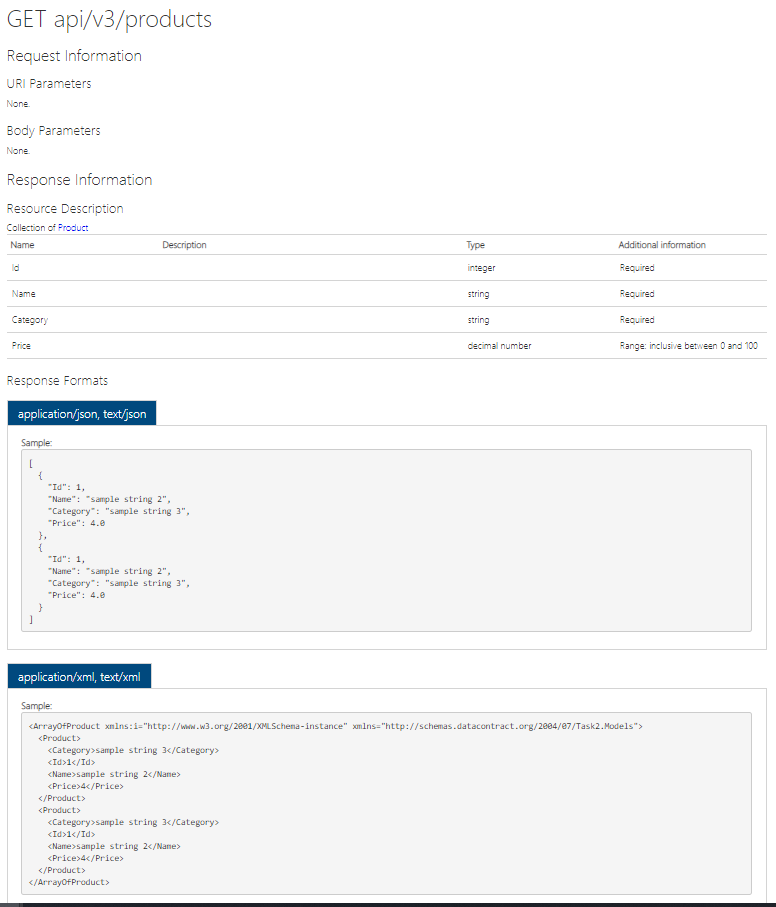 GET api/v3/products
Request Information
URI Parameters
None.
Body Parameters
None.
Response Information
Resource Description
Collection of Product
Name Description Type Additional information
Id integer Required
Name string Required
Category string Required
Price decimal number Range: inclusive between 0 and 100
Response Formats
application/json, text/json
Sample:
[
  {
    "Id": 1,
    "Name": "sample string 2",
    "Category": "sample string 3",
    "Price": 4.0
  },
  {
    "Id": 1,
    "Name": "sample string 2",
    "Category": "sample string 3",
    "Price": 4.0
  }
]
application/xml, text/xml
Sample:
<ArrayOfProduct xmlns:i="http://www.w3.org/2001/XMLSchema-instance" xmlns="http://schemas.datacontract.org/2004/07/Task2.Models">
  <Product>
    <Category>sample string 3</Category>
    <Id>1</Id>
    <Name>sample string 2</Name>
    <Price>4</Price>
  </Product>
  <Product>
    <Category>sample string 3</Category>
    <Id>1</Id>
    <Name>sample string 2</Name>
    <Price>4</Price>
  </Product>
</ArrayOfProduct>